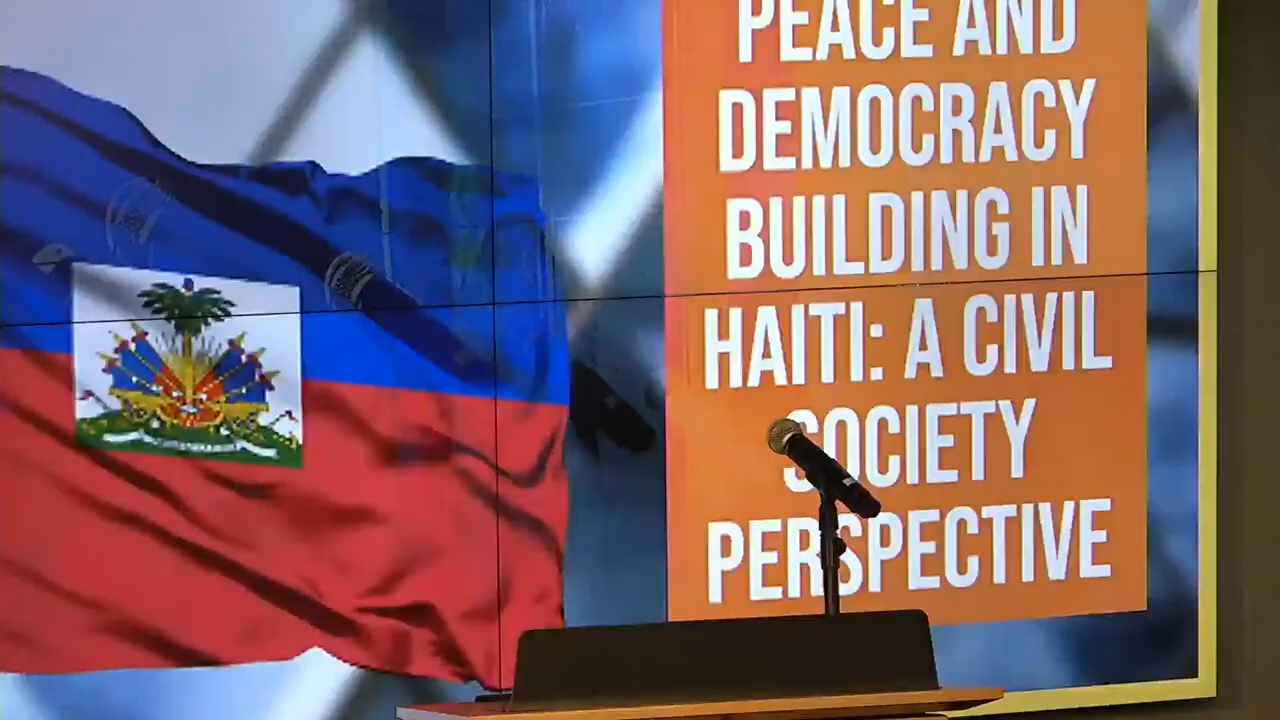 PEACE AND
DEMOCRACY
BUILDING IN
HAITI: A CIVIL
SOCIETY
PERSPECTIVE